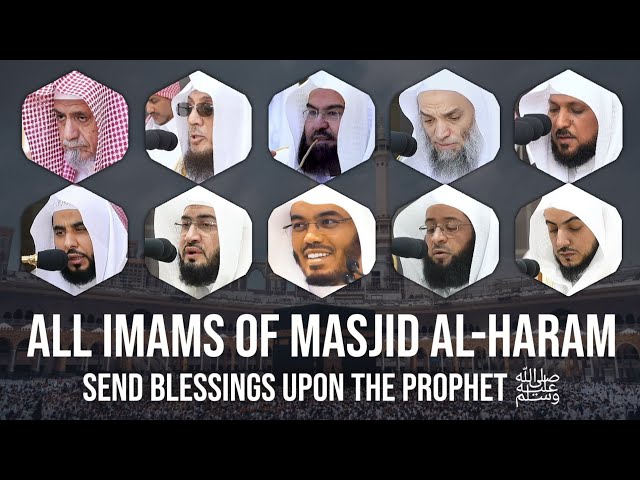 ALL IMAMS OF MASJID AL-HARAM
SEND BLESSINGS UPON THE PROPHET ﷺ